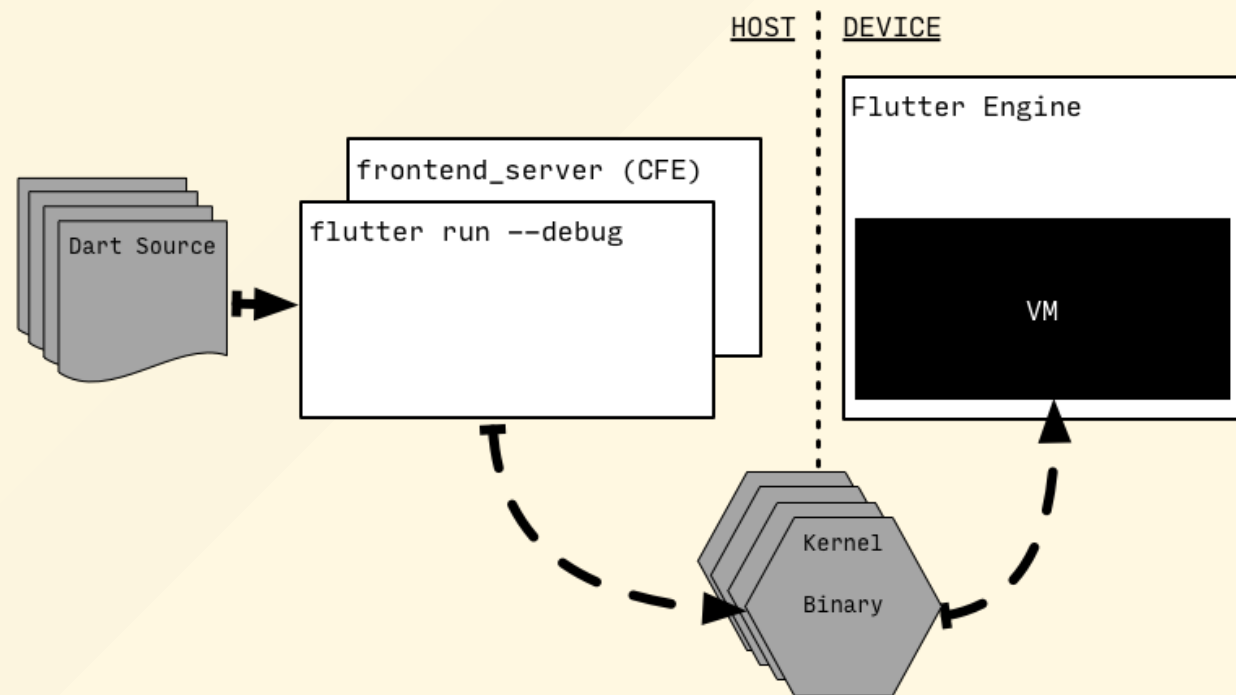 HOST
DEVICE
Flutter Engine
frontend_server (CFE)
flutter run --debug
Dart Source
VM
Kernel
Binary